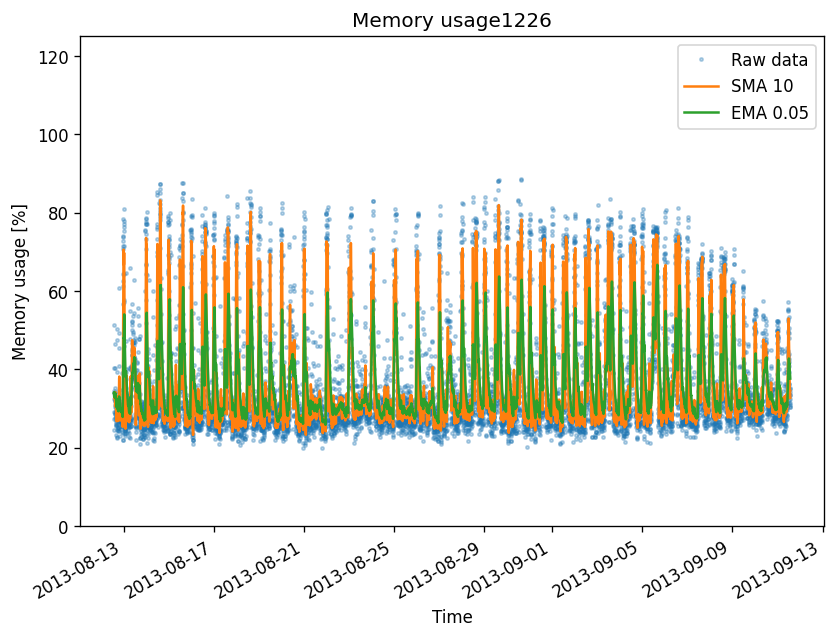 Memory usage1226
Raw data
SMA 10
EMA 0.05
Memory usage [%]
120
100
80
60
40
20
0
2013-08-13
2013-08-17
2013-08-21
2013-08-25
2013-08-29
2013-09-01
2013-09-05
2013-09-09
2013-09-13
Time